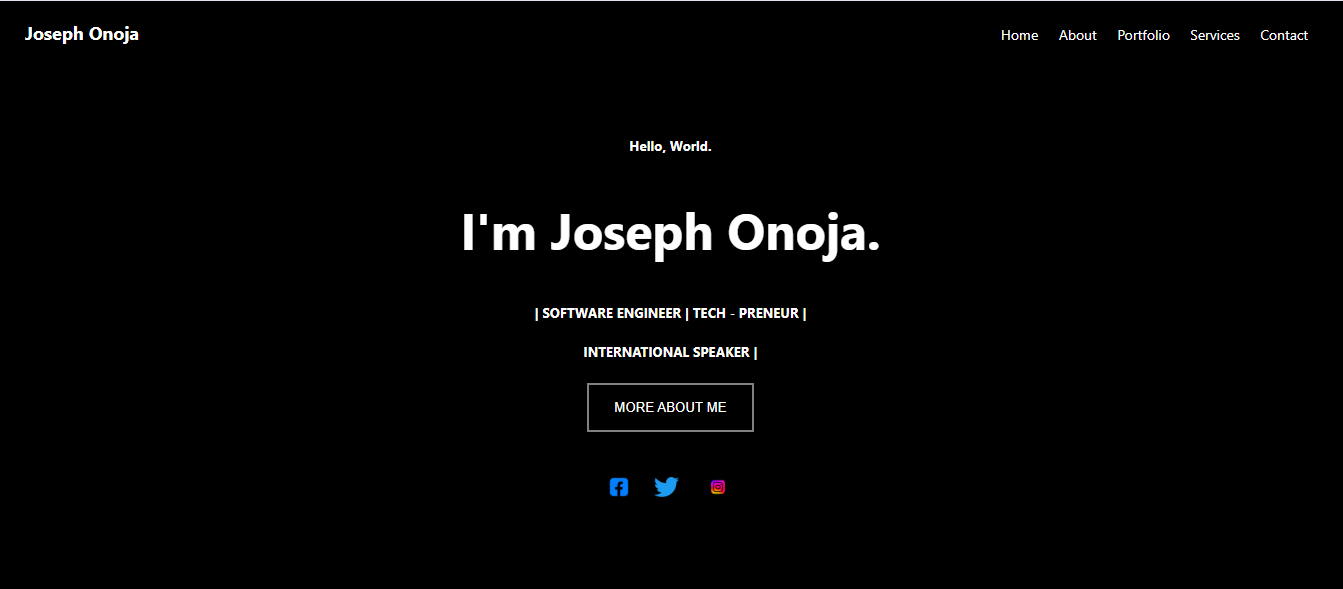 Joseph Onoja
Home About Portfolio Services Contact
Hello, World.
I'm Joseph Onoja.
| SOFTWARE ENGINEER | TECH - PRENEUR |
INTERNATIONAL SPEAKER |
MORE ABOUT ME